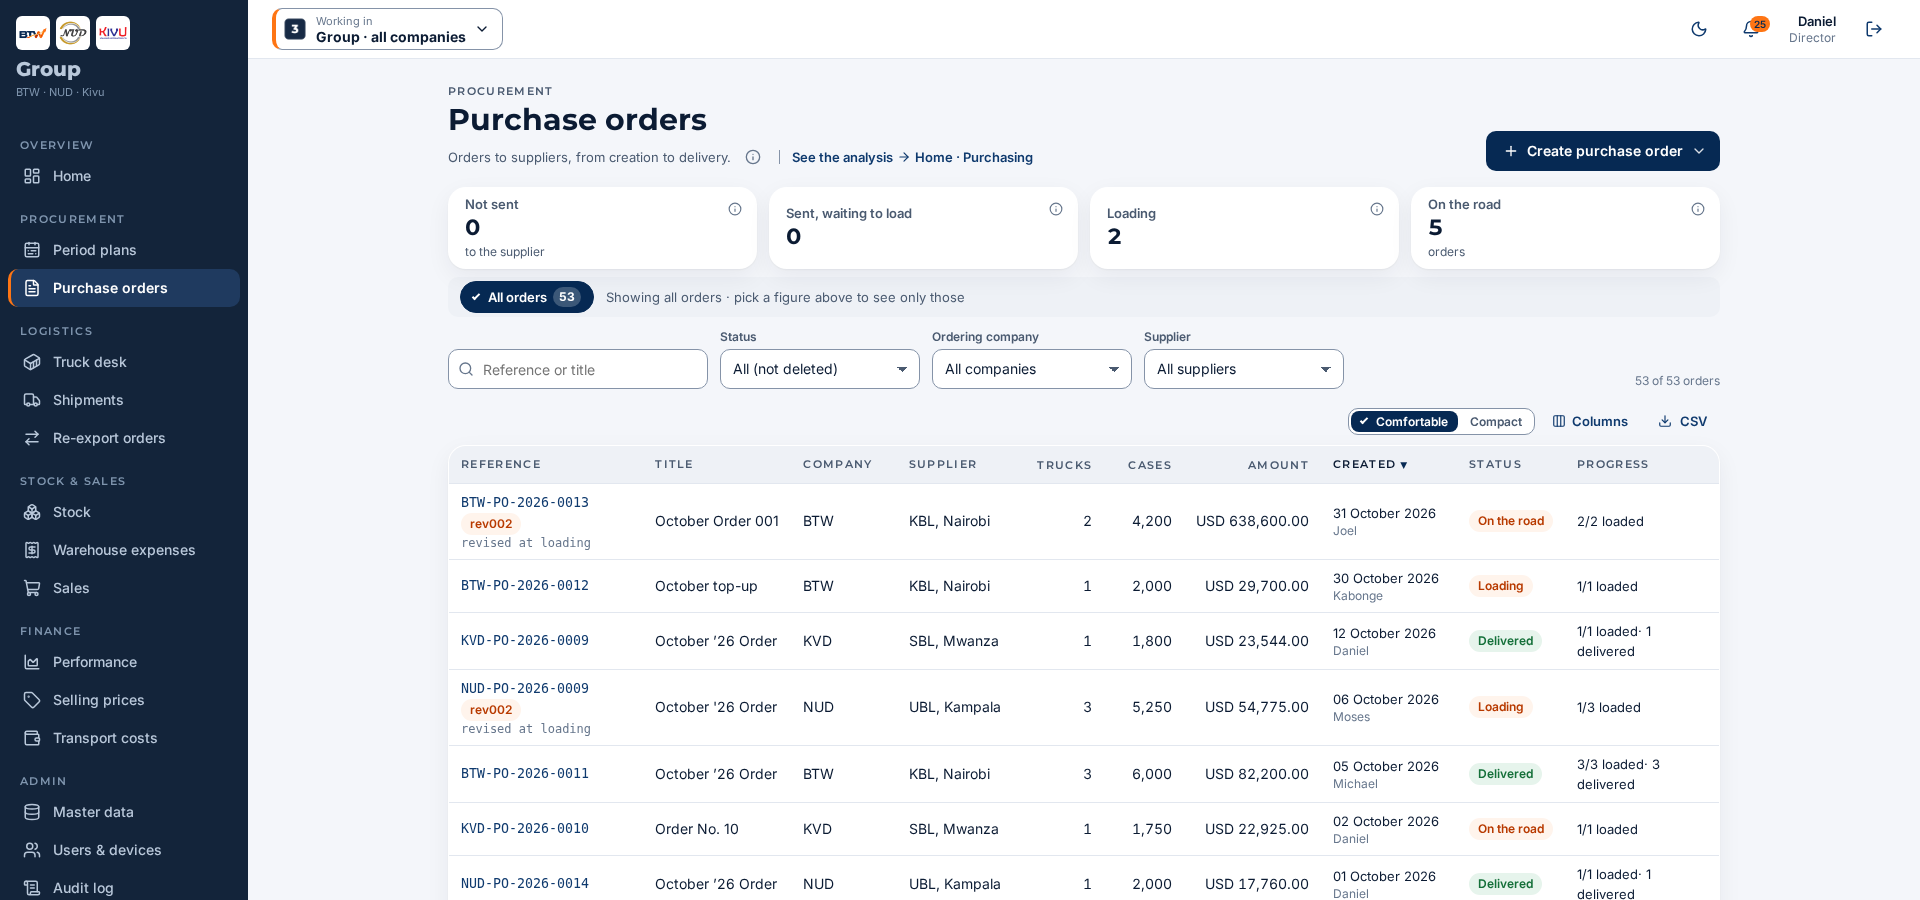 BTW NUD KIVU
Group
BTW · NUD · Kivu
OVERVIEW
Home
PROCUREMENT
Period plans
Purchase orders
LOGISTICS
Truck desk
Shipments
Re-export orders
STOCK & SALES
Stock
Warehouse expenses
Sales
FINANCE
Performance
Selling prices
Transport costs
ADMIN
Master data
Users & devices
Audit log
3 Working in
Group · all companies
25
Daniel
Director
PROCUREMENT
Purchase orders
Orders to suppliers, from creation to delivery. See the analysis → Home · Purchasing
+ Create purchase order
Not sent
0
to the supplier
Sent, waiting to load
0
Loading
2
On the road
5
orders
✔ All orders 53 Showing all orders · pick a figure above to see only those
Status Ordering company Supplier
Reference or title All (not deleted) All companies All suppliers
53 of 53 orders
✔ Comfortable Compact Columns CSV
REFERENCE TITLE COMPANY SUPPLIER TRUCKS CASES AMOUNT CREATED ▼ STATUS PROGRESS
BTW-PO-2026-0013 rev002 revised at loading October Order 001 BTW KBL, Nairobi 2 4,200 USD 638,600.00 31 October 2026 Joel On the road 2/2 loaded
BTW-PO-2026-0012 October top-up BTW KBL, Nairobi 1 2,000 USD 29,700.00 30 October 2026 Kabonge Loading 1/1 loaded
KVD-PO-2026-0009 October ’26 Order KVD SBL, Mwanza 1 1,800 USD 23,544.00 12 October 2026 Daniel Delivered 1/1 loaded· 1 delivered
NUD-PO-2026-0009 rev002 revised at loading October '26 Order NUD UBL, Kampala 3 5,250 USD 54,775.00 06 October 2026 Moses Loading 1/3 loaded
BTW-PO-2026-0011 October ’26 Order BTW KBL, Nairobi 3 6,000 USD 82,200.00 05 October 2026 Michael Delivered 3/3 loaded· 3 delivered
KVD-PO-2026-0010 Order No. 10 KVD SBL, Mwanza 1 1,750 USD 22,925.00 02 October 2026 Daniel On the road 1/1 loaded
NUD-PO-2026-0014 October ’26 Order NUD UBL, Kampala 1 2,000 USD 17,760.00 01 October 2026 Daniel Delivered 1/1 loaded· 1 delivered